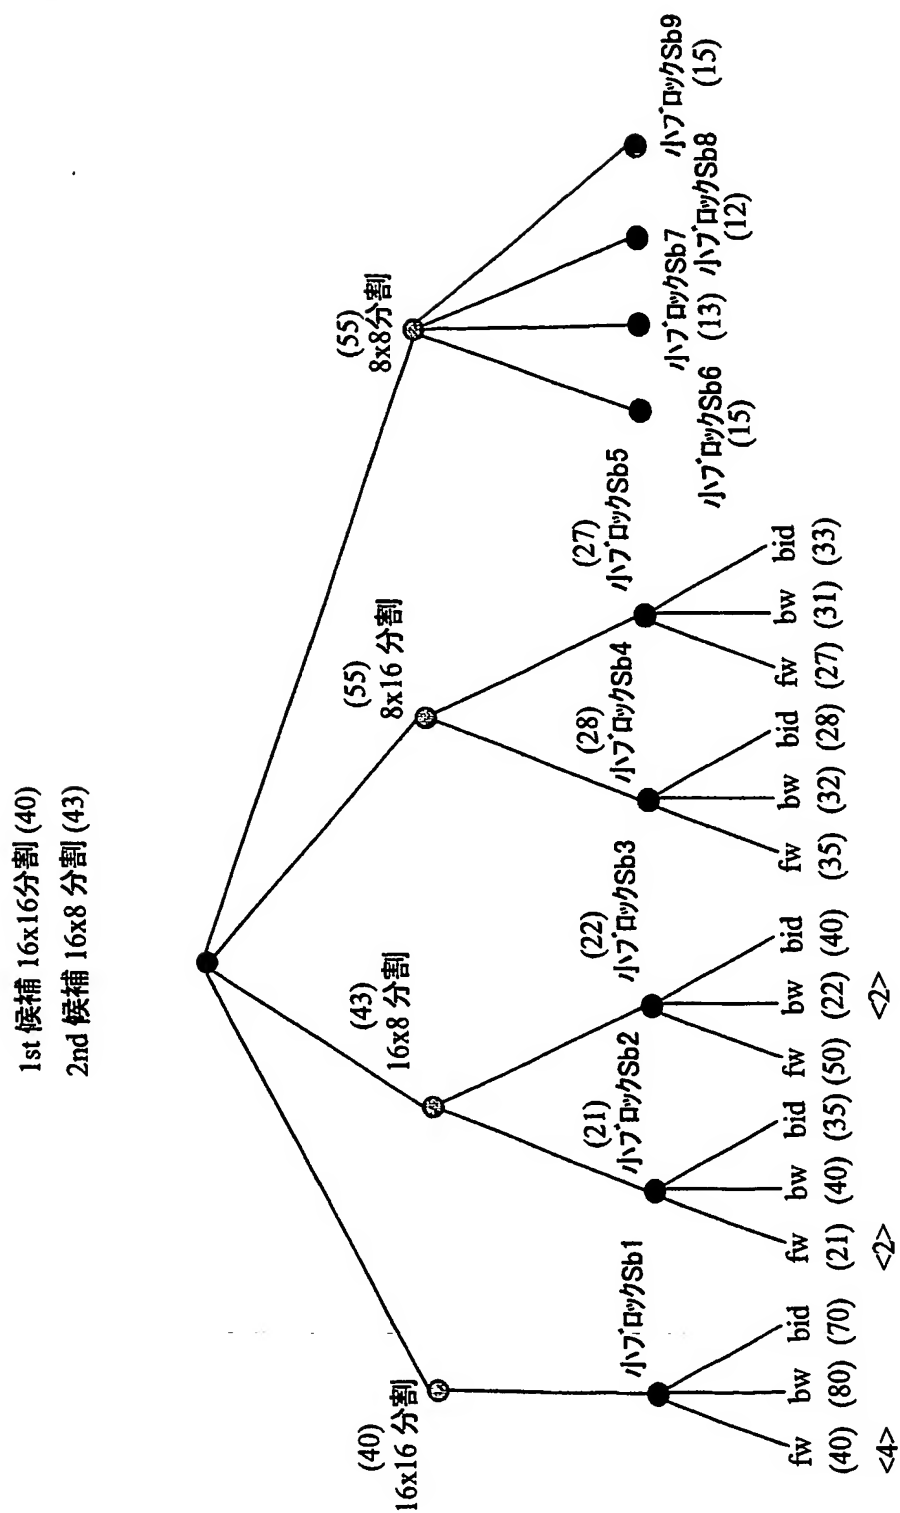 1st 候補 16x16分割 (40)
2nd 候補 16x8 分割 (43)
(40)
16x16 分割
(43)
16x8 分割
(55)
8x16 分割
(55)
8x8分割
小ブロックSb1
(21)
小ブロックSb2
(22)
小ブロックSb3
(28)
小ブロックSb4
(27)
小ブロックSb5
小ブロックSb6
(15)
小ブロックSb7
(13)
小ブロックSb8
(12)
小ブロックSb9
(15)
fw bw bid fw bw bid fw bw bid fw bw bid fw bw bid
(40) (80) (70) (21) (40) (35) (50) (22) (40) (35) (32) (28) (27) (31) (33)
<4> <2> <2>